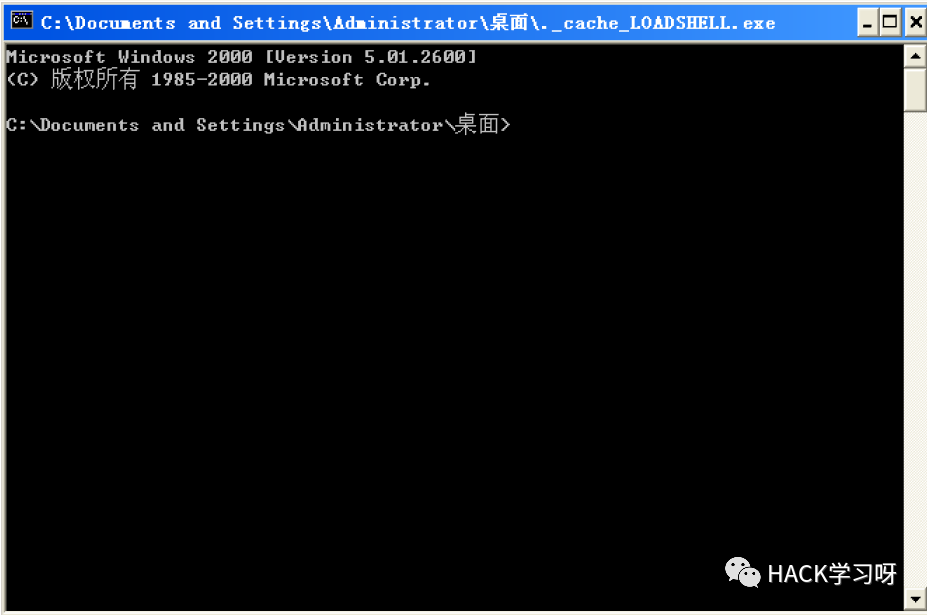 C:\Documents and Settings\Administrator\桌面\._cache_LOADSHELL.exe
Microsoft Windows 2000 [Version 5.01.2600]
(C) 版权所有 1985-2000 Microsoft Corp.
C:\Documents and Settings\Administrator\桌面>
HACK学习呀